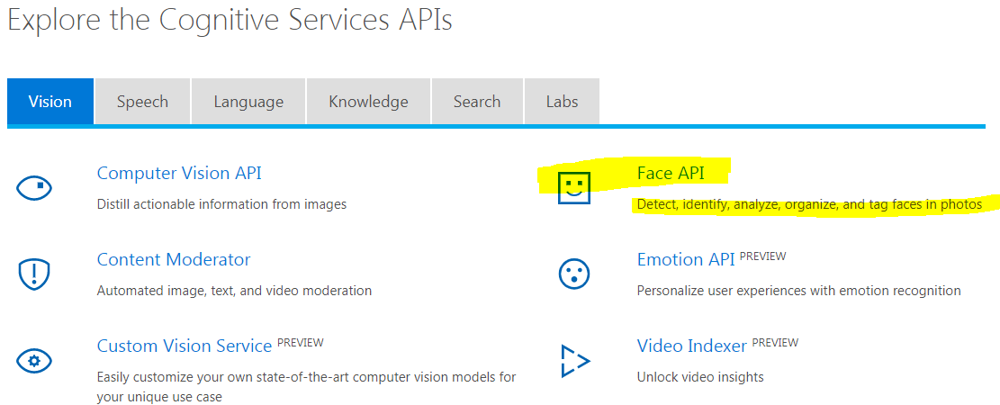 Explore the Cognitive Services APIs
Vision
Speech
Language
Knowledge
Search
Labs
Computer Vision API
Distill actionable information from images
Face API
Detect, identify, analyze, organize, and tag faces in photos
Content Moderator
Automated image, text, and video moderation
Emotion API PREVIEW
Personalize user experiences with emotion recognition
Custom Vision Service PREVIEW
Easily customize your own state-of-the-art computer vision models for
your unique use case
Video Indexer PREVIEW
Unlock video insights